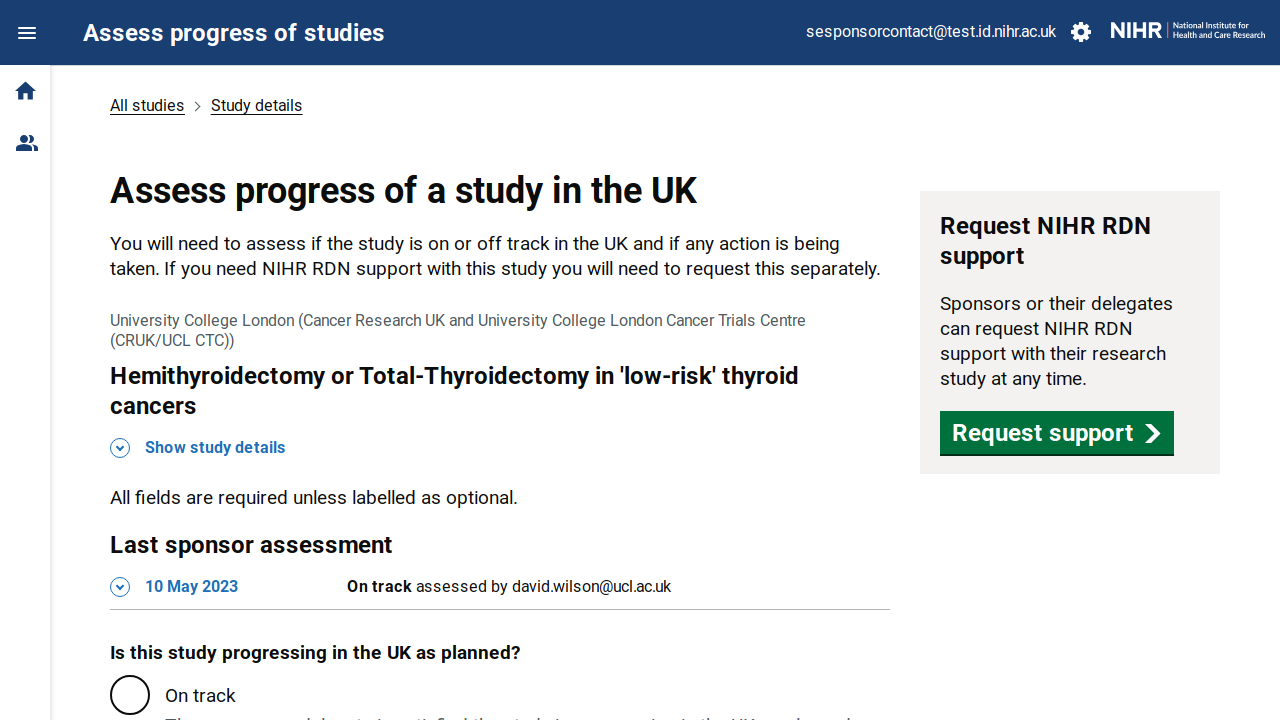 Assess progress of studies
sesponsorcontact@test.id.nihr.ac.uk
NIHR | National Institute for
Health and Care Research
All studies
Study details
Assess progress of a study in the UK
You will need to assess if the study is on or off track in the UK and if any action is being
taken. If you need NIHR RDN support with this study you will need to request this separately.
University College London (Cancer Research UK and University College London Cancer Trials Centre
(CRUK/UCL CTC))
Hemithyroidectomy or Total-Thyroidectomy in 'low-risk' thyroid
cancers
Show study details
All fields are required unless labelled as optional.
Last sponsor assessment
10 May 2023 On track assessed by david.wilson@ucl.ac.uk
Is this study progressing in the UK as planned?
On track
Request NIHR RDN
support
Sponsors or their delegates
can request NIHR RDN
support with their research
study at any time.
Request support